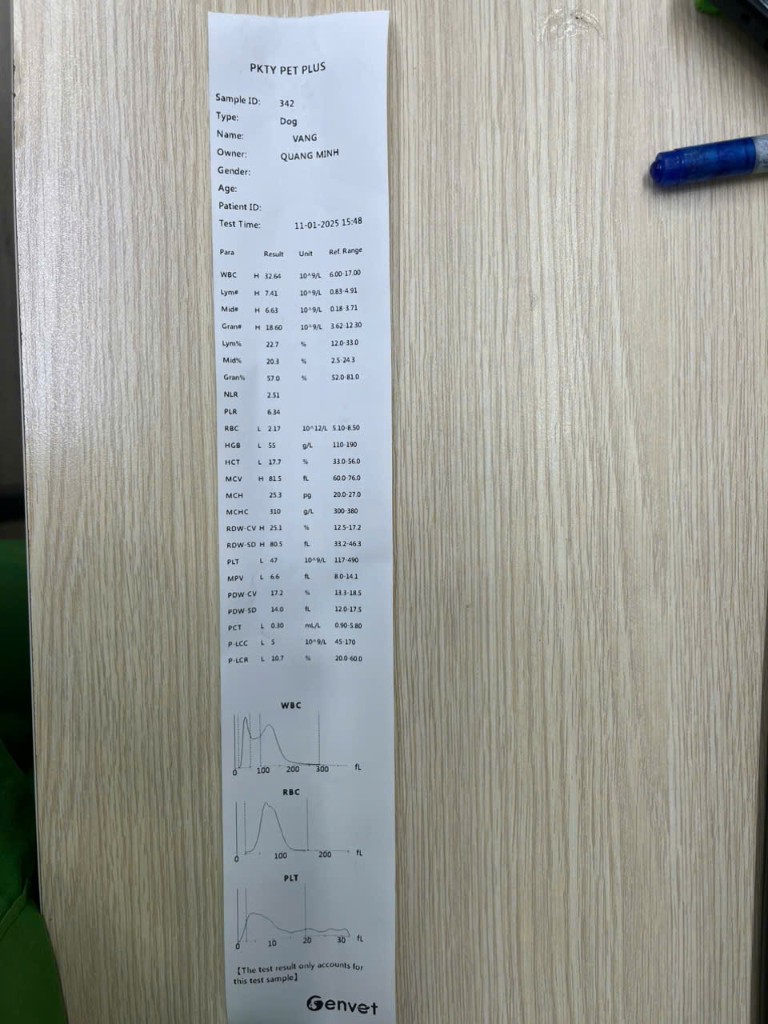 PKTY PET PLUS
Sample ID: 342
Type: Dog
Name: VANG
Owner: QUANG MINH
Gender:
Age:
Patient ID:
Test Time: 11-01-2025 15:48
Para Result Unit Ref. Range
WBC H 32.64 10^9/L 6.00-17.00
Lym# H 7.41 10^9/L 0.83-4.91
Mid# H 6.63 10^9/L 0.18-3.71
Gran# H 18.60 10^9/L 3.62-12.30
Lym% 22.7 % 12.0-33.0
Mid% 20.3 % 2.5-24.3
Gran% 57.0 % 52.0-81.0
NLR 2.51
PLR 6.34
RBC L 2.17 10^12/L 5.10-8.50
HGB L 55 g/L 110-190
HCT L 17.7 % 33.0-56.0
MCV H 81.5 fL 60.0-76.0
MCH 25.3 pg 20.0-27.0
MCHC 310 g/L 300-380
RDW-CV H 25.1 % 12.5-17.2
RDW-SD H 80.5 fL 33.2-46.3
PLT L 47 10^9/L 117-490
MPV L 6.6 fL 8.0-14.1
PDW-CV 17.2 % 13.3-18.5
PDW-SD 14.0 fL 12.0-17.5
PCT L 0.30 mL/L 0.90-5.80
P-LCC L 5 10^9/L 45-170
P-LCR L 10.7 % 20.0-60.0
WBC
0 100 200 300 fL
RBC
0 100 200 fL
PLT
0 10 20 30 fL
【The test result only accounts for
this test sample】
Genvet